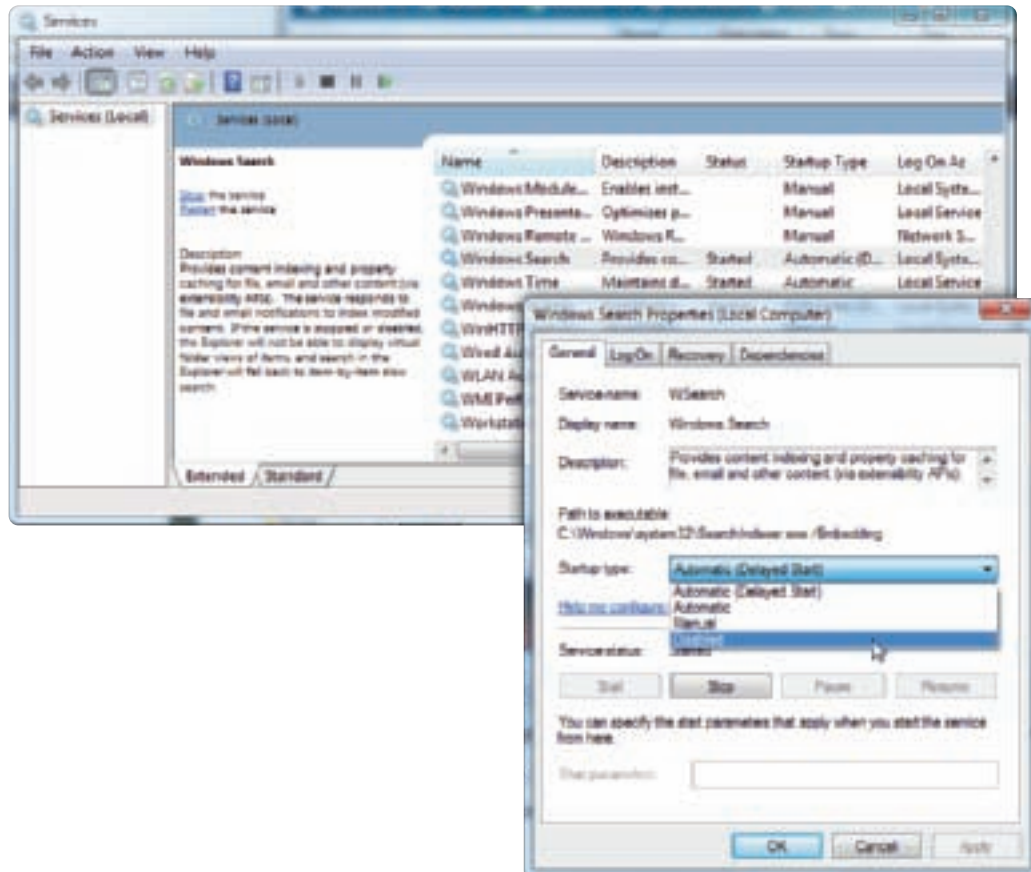 Services
File Action View Help
Services (Local)
Services (Local)
Windows Search
Stop the service
Restart the service
Description:
Provides content indexing and property
caching for file, email and other content (via
extensibility APIs). The service responds to
file and email notifications to index modified
content. If the service is stopped or disabled,
the Explorer will not be able to display virtual
folder views of items, and search in the
Explorer will fall back to item-by-item slow
search.
Name Description Status Startup Type Log On As
Windows Module... Enables inst... Manual Local Syste...
Windows Presenta... Optimizes p... Manual Local Service
Windows Remote ... Windows R... Manual Network S...
Windows Search Provides co... Started Automatic (D... Local Syste...
Windows Time Maintains d... Started Automatic Local Service
Windows
WinHTTP
Wired Au
WLAN Au
WMI Perf
Workstati
Extended Standard
Windows Search Properties (Local Computer)
General Log On Recovery Dependencies
Service name: WSearch
Display name: Windows Search
Description: Provides content indexing and property caching for
file, email and other content (via extensibility APIs)
Path to executable:
C:\Windows\system32\SearchIndexer.exe /Embedding
Startup type: Automatic (Delayed Start)
Automatic (Delayed Start)
Help me configure Automatic
Manual
Disabled
Service status: Started
Start Stop Pause Resume
You can specify the start parameters that apply when you start the service
from here.
Start parameters:
OK Cancel Apply